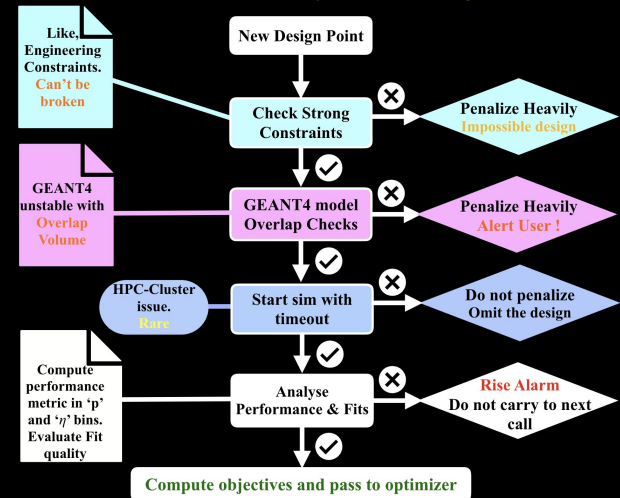 Like,
Engineering
Constraints.
Can't be
broken
New Design Point
Check Strong
Constraints
Penalize Heavily
Impossible design
GEANT4
unstable with
Overlap
Volume
GEANT4 model
Overlap Checks
Penalize Heavily
Alert User !
HPC-Cluster
issue.
Rare
Start sim with
timeout
Do not penalize
Omit the design
Compute
performance
metric in 'p'
and 'η' bins.
Evaluate Fit
quality
Analyse
Performance & Fits
Rise Alarm
Do not carry to next
call
Compute objectives and pass to optimizer